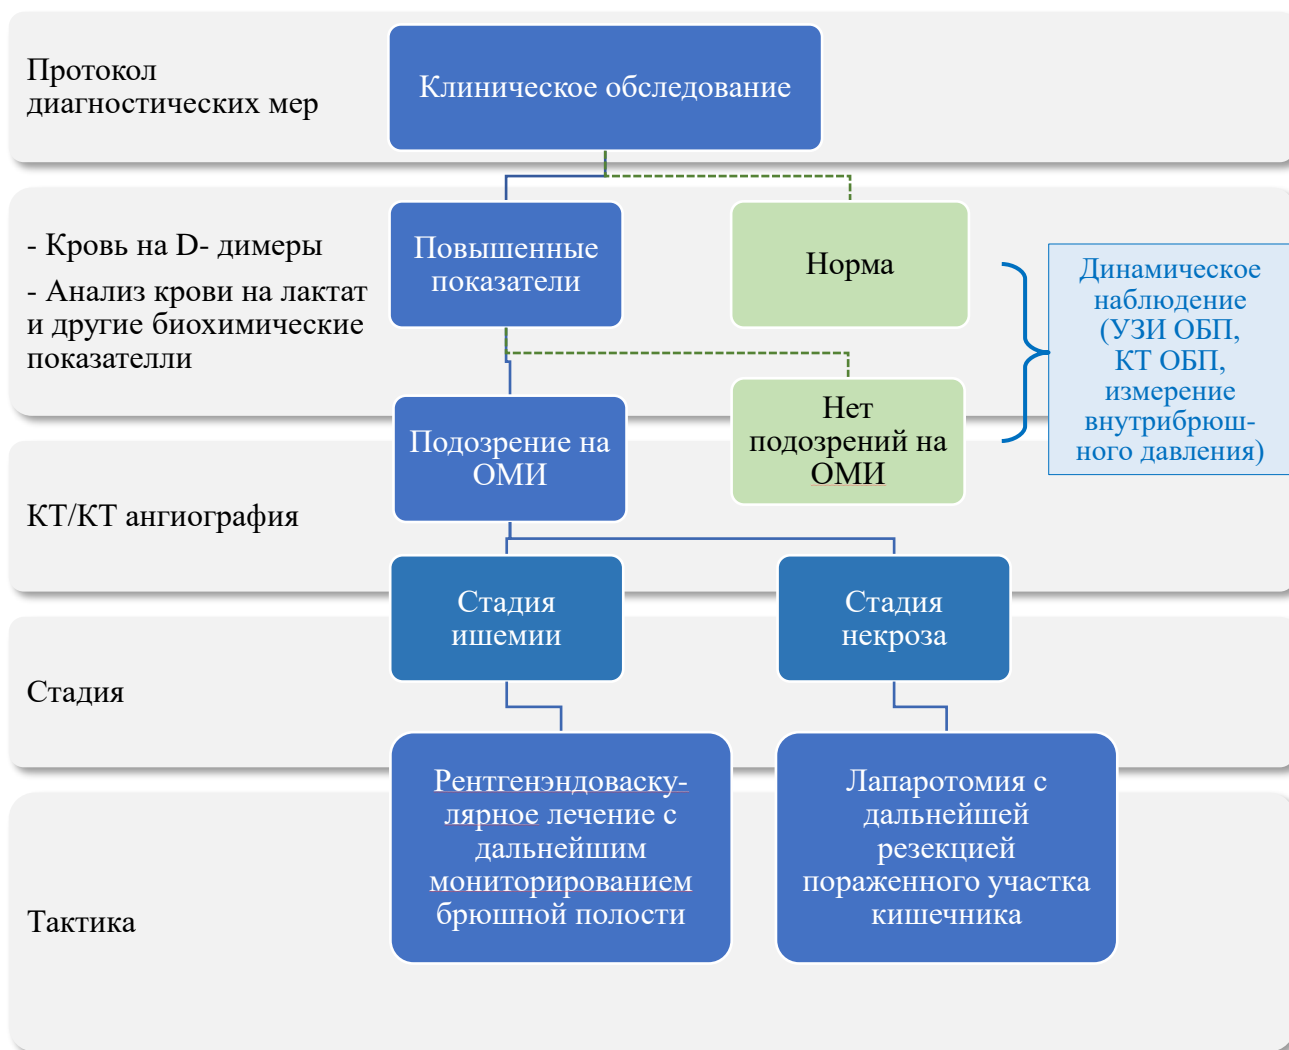 Протокол
диагностических мер
Клиническое обследование
- Кровь на D- димеры
- Анализ крови на лактат
и другие биохимические
показателли
Повышенные
показатели
Норма
Динамическое
наблюдение
(УЗИ ОБП,
КТ ОБП,
измерение
внутрибрюш-
ного давления)
Подозрение на
ОМИ
Нет
подозрений на
ОМИ
КТ/КТ ангиография
Стадия
ишемии
Стадия
некроза
Стадия
Рентгенэндоваску-
лярное лечение с
дальнейшим
мониторированием
брюшной полости
Лапаротомия с
дальнейшей
резекцией
пораженного участка
кишечника
Тактика